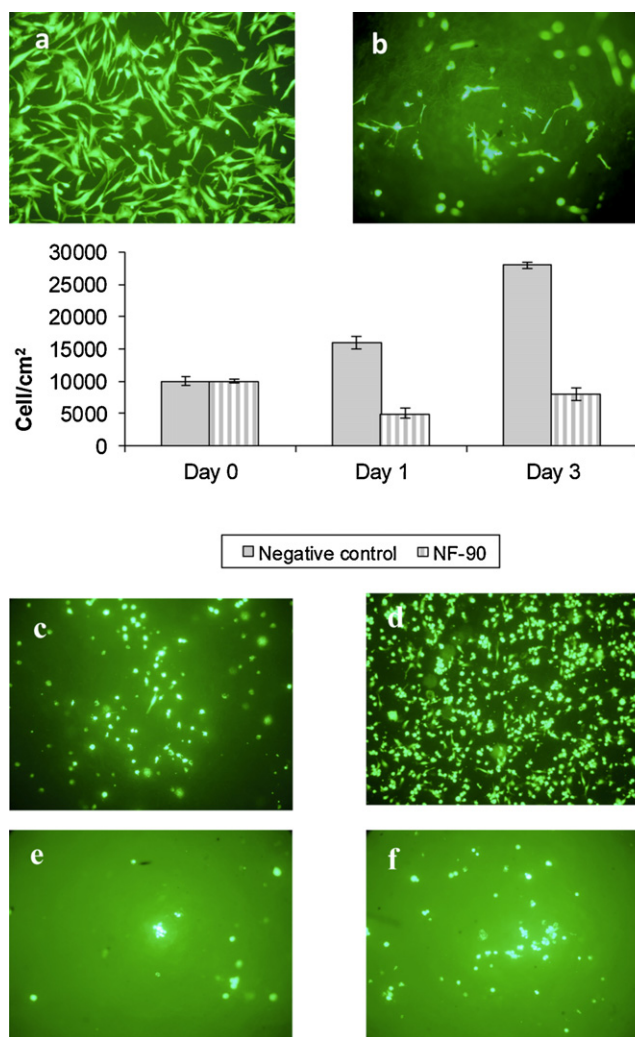 a
b
30000
25000
20000
15000
10000
5000
0
Cell/cm²
Day 0
Day 1
Day 3
Negative control
NF-90
c
d
e
f